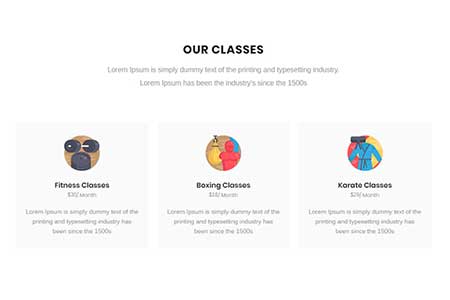 OUR CLASSES
Lorem Ipsum is simply dummy text of the printing and typesetting industry.
Lorem Ipsum has been the industry's since the 1500s
Fitness Classes
$30/ Month
Lorem Ipsum is simply dummy text of the
printing and typesetting industry has
been since the 1500s
Boxing Classes
$18/ Month
Lorem Ipsum is simply dummy text of the
printing and typesetting industry has
been since the 1500s
Karate Classes
$29/ Month
Lorem Ipsum is simply dummy text of the
printing and typesetting industry has
been since the 1500s